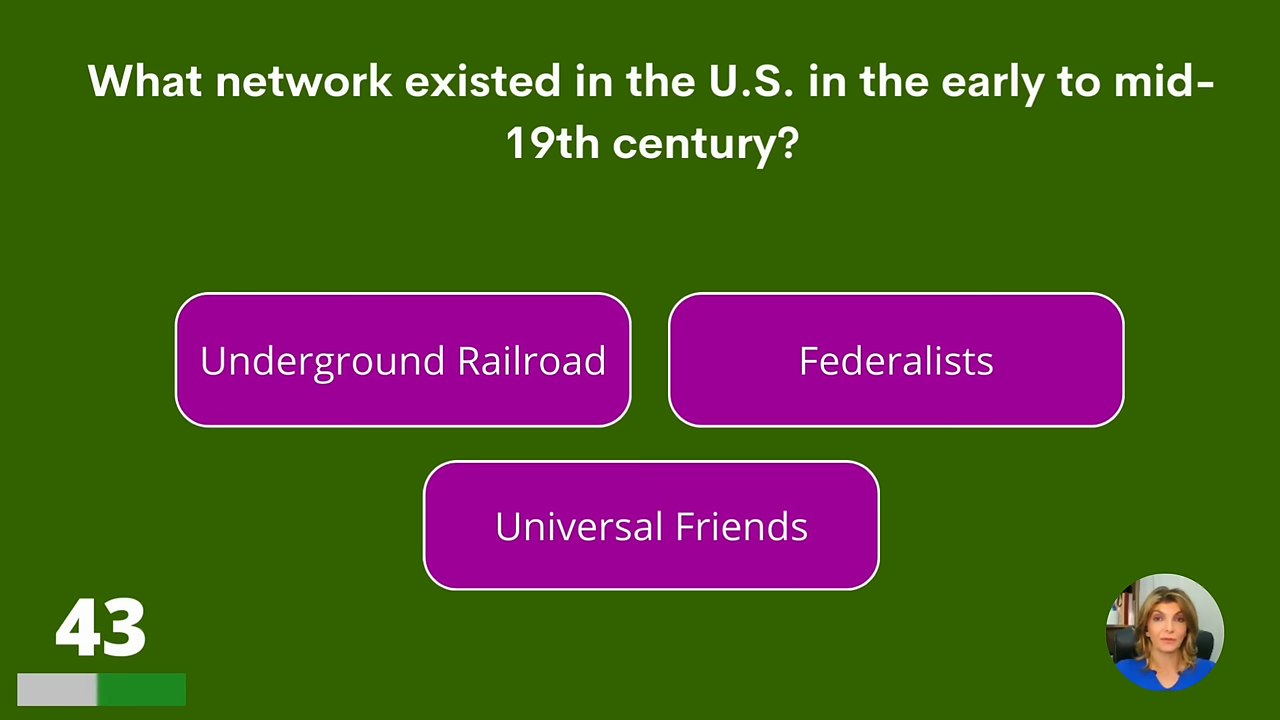 What network existed in the U.S. in the early to mid-
19th century?
Underground Railroad
Federalists
Universal Friends
43